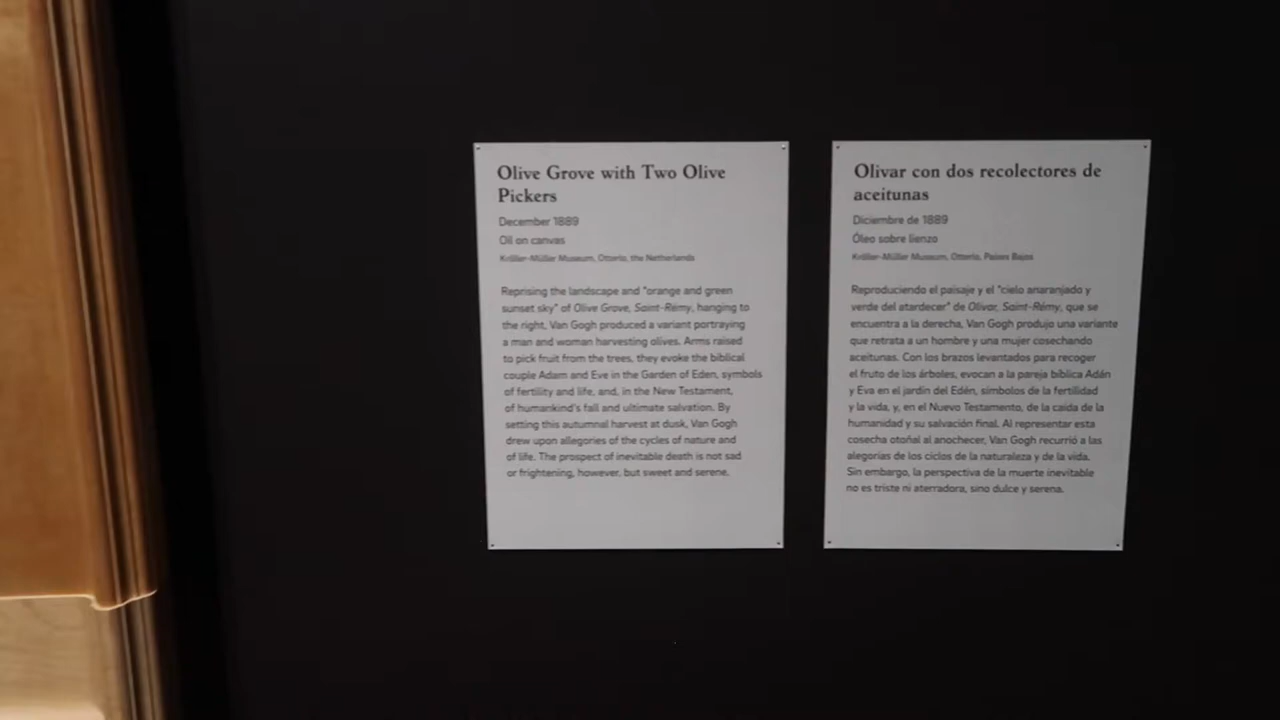 Olive Grove with Two Olive
Pickers
December 1889
Oil on canvas
Kröller-Müller Museum, Otterlo, the Netherlands
Reprising the landscape and "orange and green
sunset sky" of Olive Grove, Saint-Rémy, hanging to
the right, Van Gogh produced a variant portraying
a man and woman harvesting olives. Arms raised
to pick fruit from the trees, they evoke the biblical
couple Adam and Eve in the Garden of Eden, symbols
of fertility and life, and, in the New Testament,
of humankind's fall and ultimate salvation. By
setting this autumnal harvest at dusk, Van Gogh
drew upon allegories of the cycles of nature and
of life. The prospect of inevitable death is not sad
or frightening, however, but sweet and serene.
Olivar con dos recolectores de
aceitunas
Diciembre de 1889
Óleo sobre lienzo
Kröller-Müller Museum, Otterlo, Países Bajos
Reproduciendo el paisaje y el "cielo anaranjado y
verde del atardecer" de Olivar, Saint-Rémy, que se
encuentra a la derecha, Van Gogh produjo una variante
que retrata a un hombre y una mujer cosechando
aceitunas. Con los brazos levantados para recoger
el fruto de los árboles, evocan a la pareja bíblica Adán
y Eva en el jardín del Edén, símbolos de la fertilidad
y la vida, y, en el Nuevo Testamento, de la caída de la
humanidad y su salvación final. Al representar esta
cosecha otoñal al anochecer, Van Gogh recurrió a las
alegorías de los ciclos de la naturaleza y de la vida.
Sin embargo, la perspectiva de la muerte inevitable
no es triste ni aterradora, sino dulce y serena.